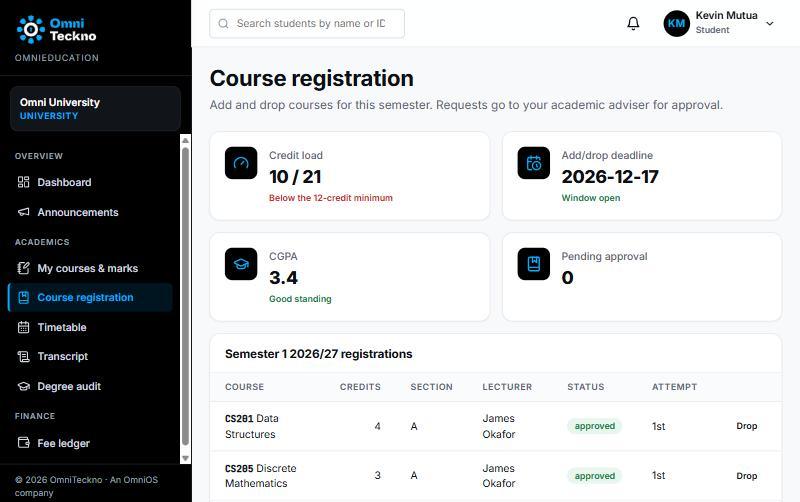 Omni
Teckno
OMNIEDUCATION
Omni University
UNIVERSITY
OVERVIEW
Dashboard
Announcements
ACADEMICS
My courses & marks
Course registration
Timetable
Transcript
Degree audit
FINANCE
Fee ledger
© 2026 OmniTeckno · An OmniOS
company
Search students by name or ID
KM
Kevin Mutua
Student
Course registration
Add and drop courses for this semester. Requests go to your academic adviser for approval.
Credit load
10 / 21
Below the 12-credit minimum
Add/drop deadline
2026-12-17
Window open
CGPA
3.4
Good standing
Pending approval
0
Semester 1 2026/27 registrations
COURSE CREDITS SECTION LECTURER STATUS ATTEMPT
CS201 Data Structures 4 A James Okafor approved 1st Drop
CS205 Discrete Mathematics 3 A James Okafor approved 1st Drop